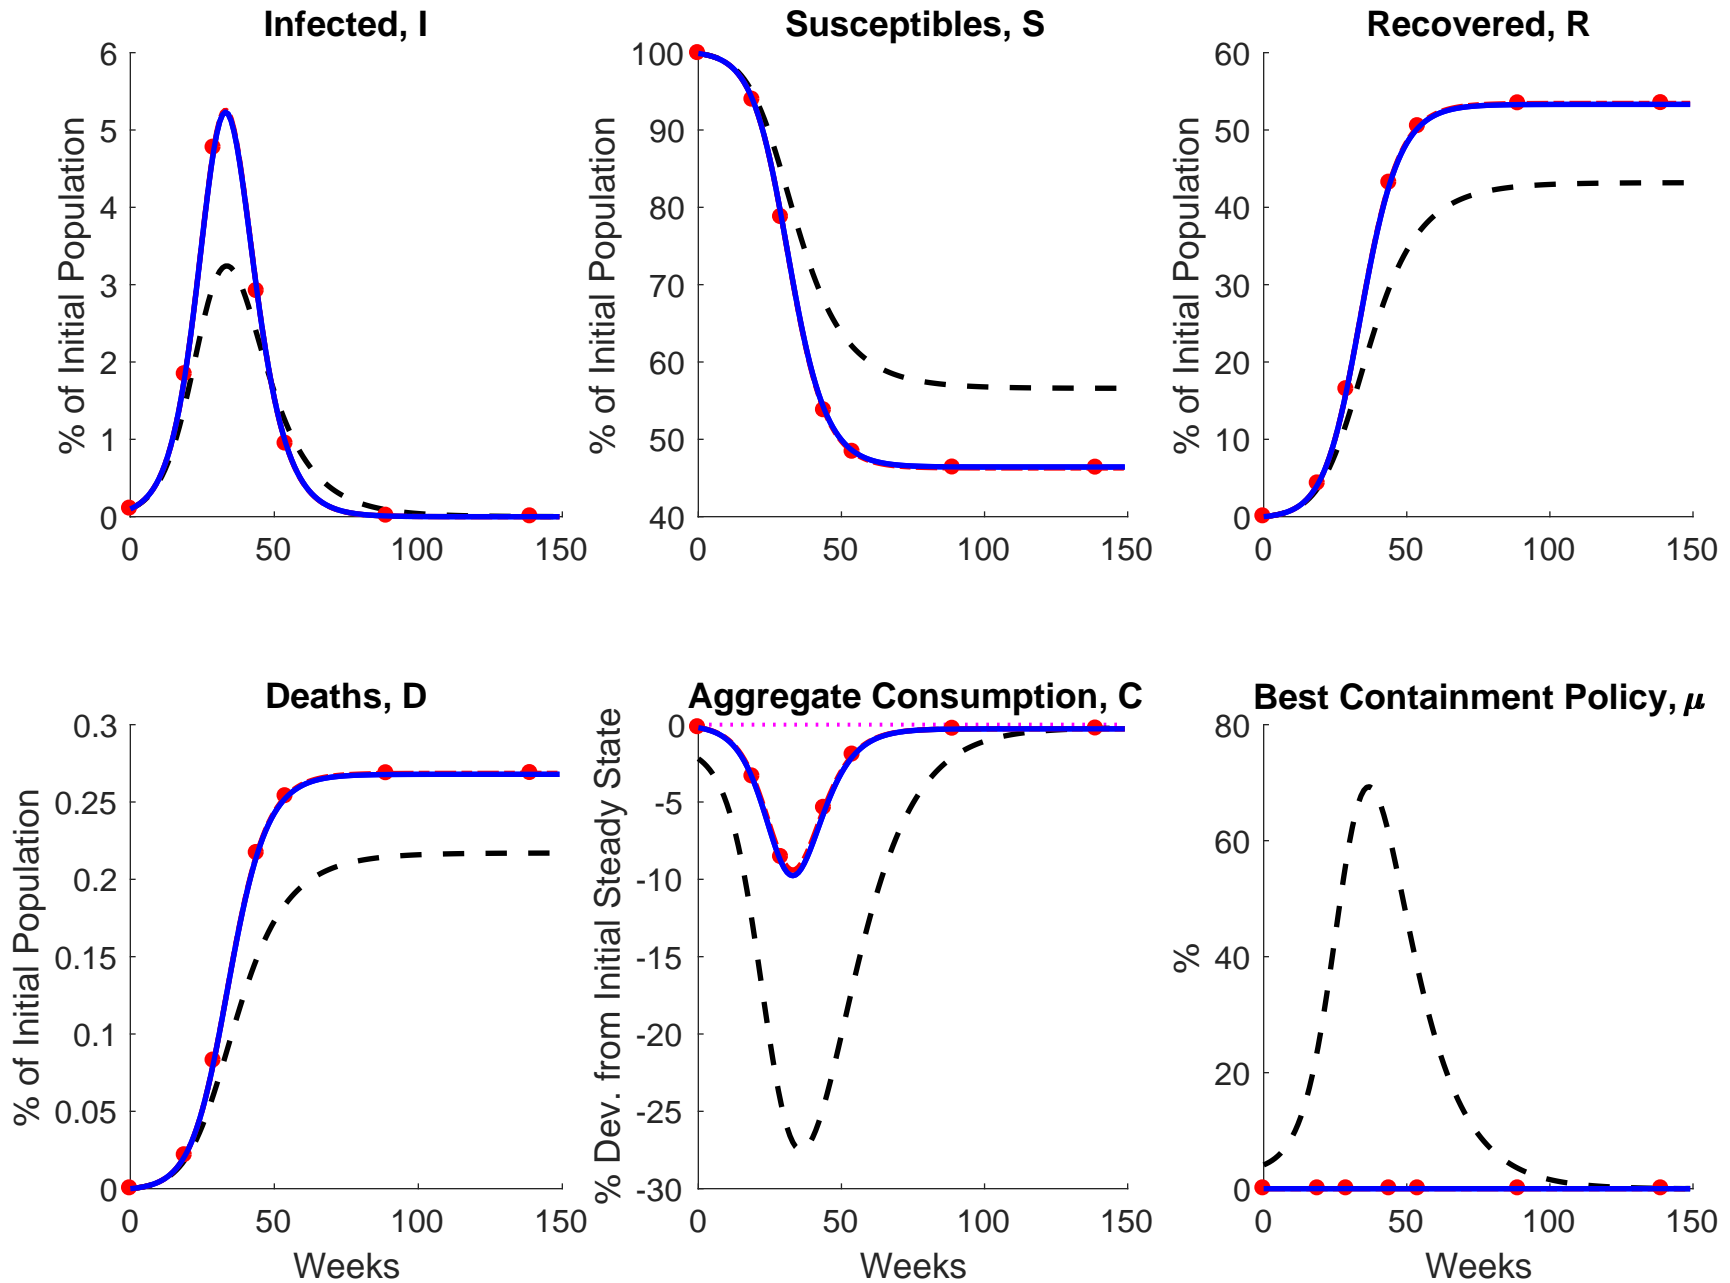 Infected, I
% of Initial Population
6
5
4
3
2
1
0
0 50 100 150
Susceptibles, S
% of Initial Population
100
90
80
70
60
50
40
0 50 100 150
Recovered, R
% of Initial Population
60
50
40
30
20
10
0
0 50 100 150
Deaths, D
% of Initial Population
0.3
0.25
0.2
0.15
0.1
0.05
0
0 50 100 150
Weeks
Aggregate Consumption, C
% Dev. from Initial Steady State
0
-5
-10
-15
-20
-25
-30
0 50 100 150
Weeks
Best Containment Policy, μ
%
80
60
40
20
0
0 50 100 150
Weeks